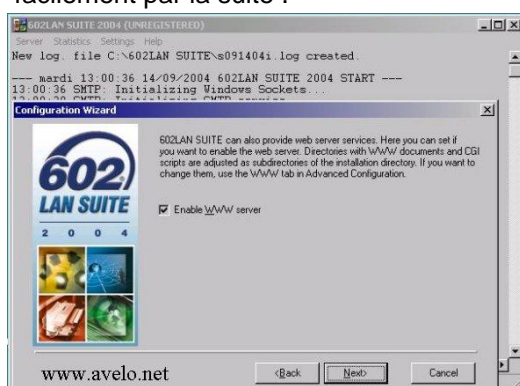 facilement par la suite :
602LAN SUITE 2004 (UNREGISTERED)
Server Statistics Settings Help
New log. file C:\602LAN SUITE\s091404i.log created.
--- mardi 13:00:36 14/09/2004 602LAN SUITE 2004 START ---
13:00:36 SMTP: Initializing Windows Sockets...
SMTP: Initializing SMTP service
Configuration Wizard
602LAN SUITE can also provide web server services. Here you can set if
you want to enable the web server. Directories with WWW documents and CGI
scripts are adjusted as subdirectories of the installation directory. If you want to
change them, use the WWW tab in Advanced Configuration.
602
LAN SUITE
2 0 0 4
Enable WWW server
www.avelo.net
<Back
Next>
Cancel